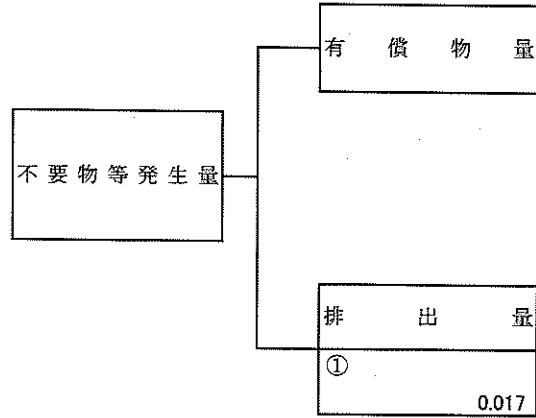 有償物量
不要物等発生量
排出量
①
0.017